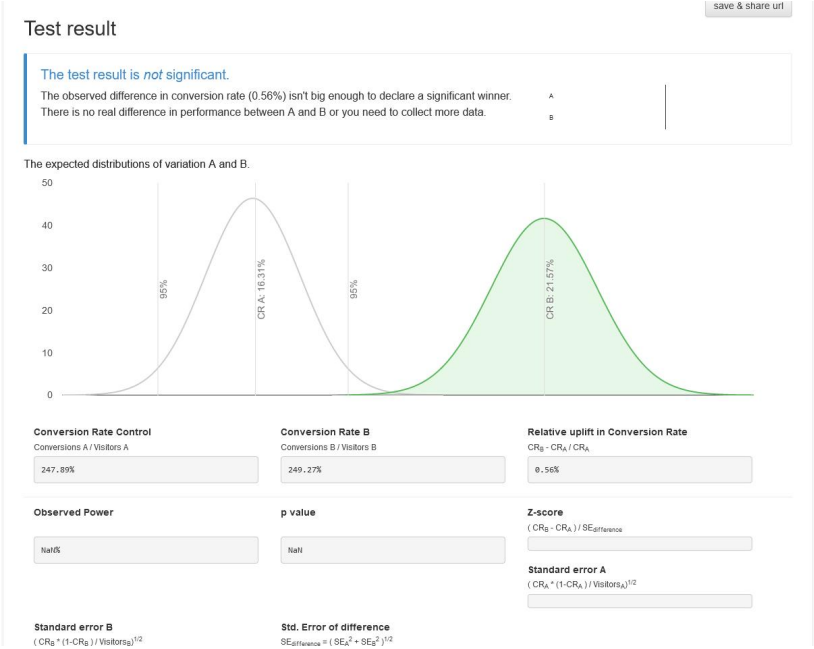 save & share url
Test result
The test result is not significant.
The observed difference in conversion rate (0.56%) isn't big enough to declare a significant winner.
There is no real difference in performance between A and B or you need to collect more data.
A
B
The expected distributions of variation A and B.
50
40
30
20
10
0
95%
CR A: 16.31%
95%
CR B: 21.57%
Conversion Rate Control
Conversions A / Visitors A
247.89%
Conversion Rate B
Conversions B / Visitors B
249.27%
Relative uplift in Conversion Rate
CRB - CRA / CRA
0.56%
Observed Power
NaN%
p value
NaN
Z-score
( CRB - CRA ) / SEdifference
Standard error A
( CRA * (1-CRA ) / VisitorsA)1/2
Standard error B
( CRB * (1-CRB ) / VisitorsB)1/2
Std. Error of difference
SEdifference = ( SEA2 + SEB2 )1/2